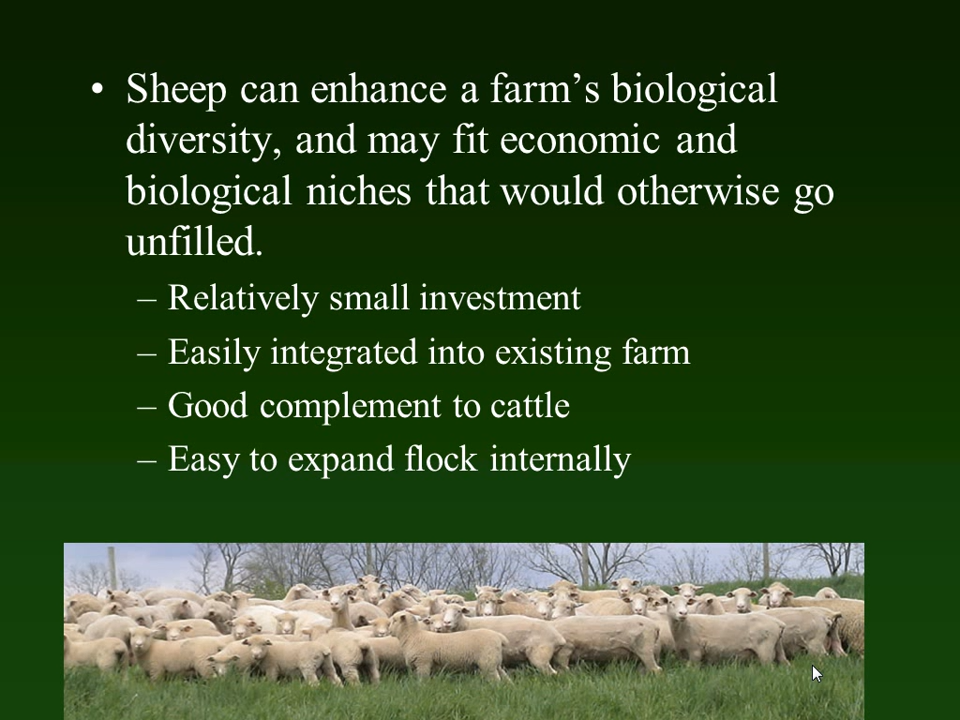 • Sheep can enhance a farm’s biological
diversity, and may fit economic and
biological niches that would otherwise go
unfilled.
– Relatively small investment
– Easily integrated into existing farm
– Good complement to cattle
– Easy to expand flock internally